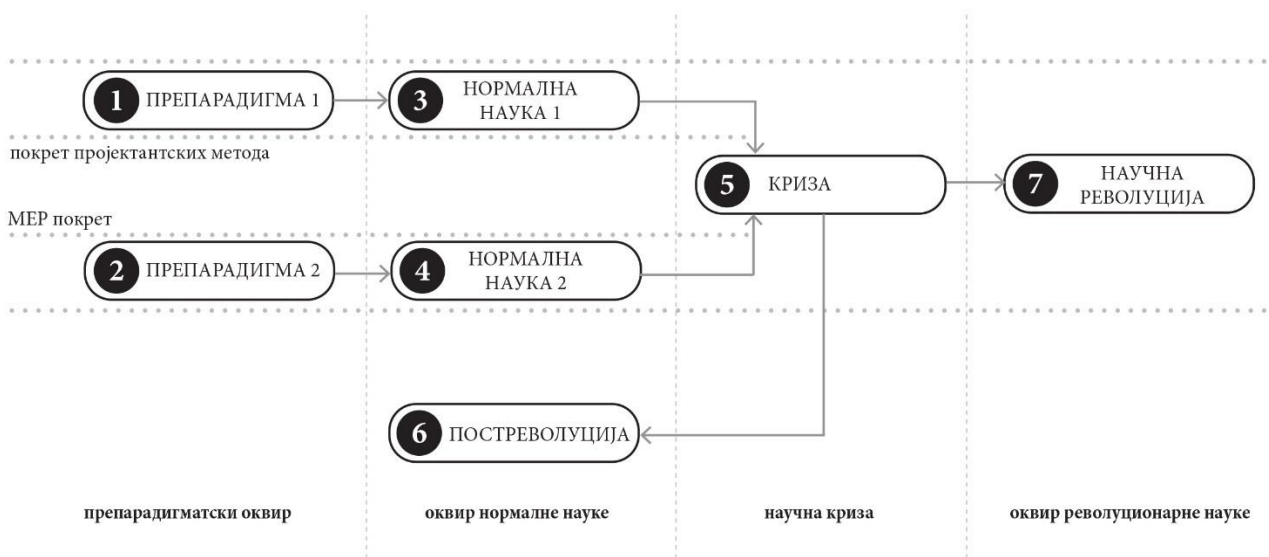 1 ПРЕПАРАДИГМА 1
3 НОРМАЛНА
НАУКА 1
покрет пројектантских метода
5 КРИЗА
7 НАУЧНА
РЕВОЛУЦИЈА
МЕР покрет
2 ПРЕПАРАДИГМА 2
4 НОРМАЛНА
НАУКА 2
6 ПОСТРЕВОЛУЦИЈА
препарадигматски оквир
оквир нормалне науке
научна криза
оквир револуционарне науке